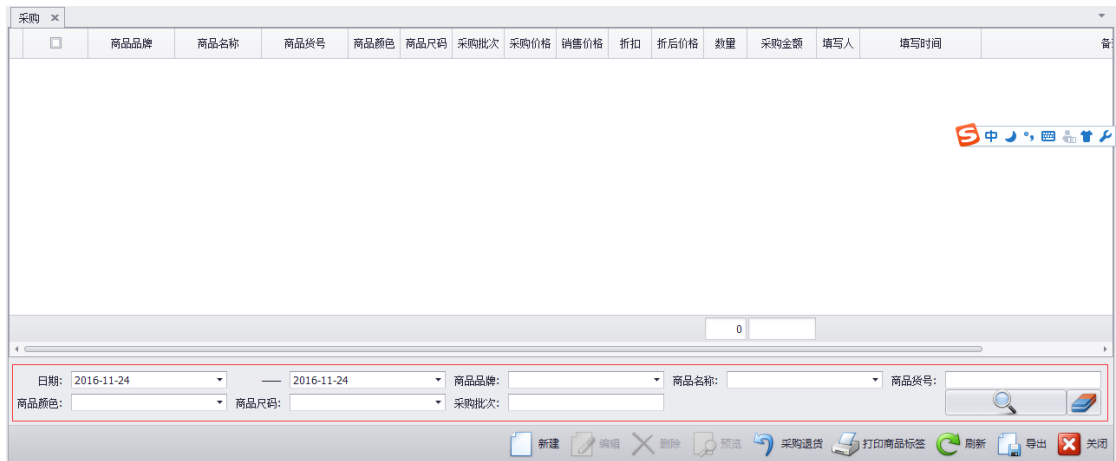 采购
商品品牌 商品名称 商品货号 商品颜色 商品尺码 采购批次 采购价格 销售价格 折扣 折后价格 数量 采购金额 填写人 填写时间 备
中
0
日期: 2016-11-24 —— 2016-11-24 商品品牌: 商品名称: 商品货号:
商品颜色: 商品尺码: 采购批次:
新建 编辑 删除 预览 采购退货 打印商品标签 刷新 导出 关闭